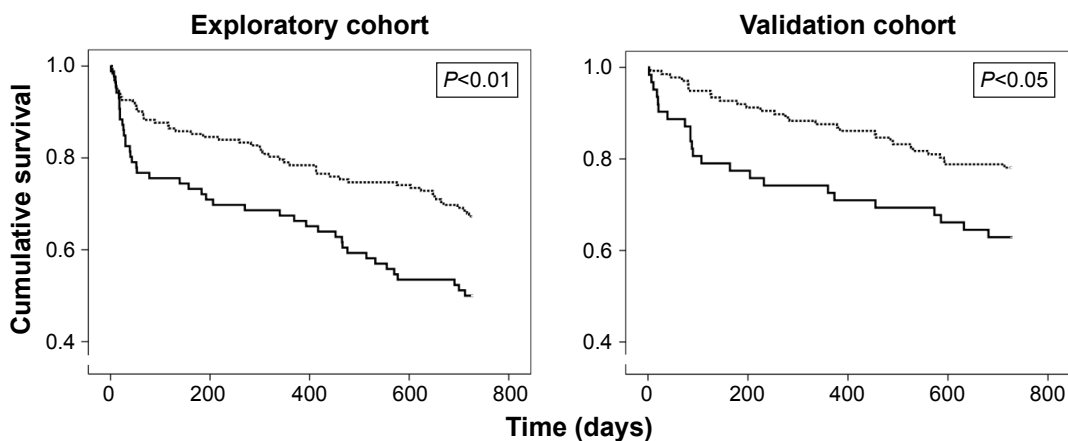 Exploratory cohort
Validation cohort
Cumulative survival
1.0
0.8
0.6
0.4
P<0.01
0 200 400 600 800
1.0
0.8
0.6
0.4
P<0.05
0 200 400 600 800
Time (days)